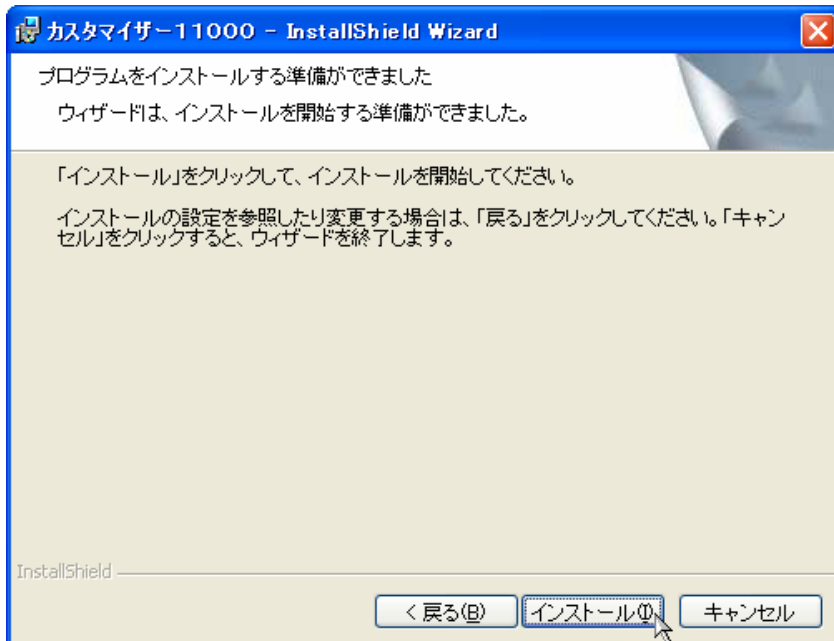 カスタマイザー11000 - InstallShield Wizard
プログラムをインストールする準備ができました
ウィザードは、インストールを開始する準備ができました。
「インストール」をクリックして、インストールを開始してください。
インストールの設定を参照したり変更する場合は、「戻る」をクリックしてください。「キャン
セル」をクリックすると、ウィザードを終了します。
InstallShield
< 戻る(B)
インストール(I)
キャンセル